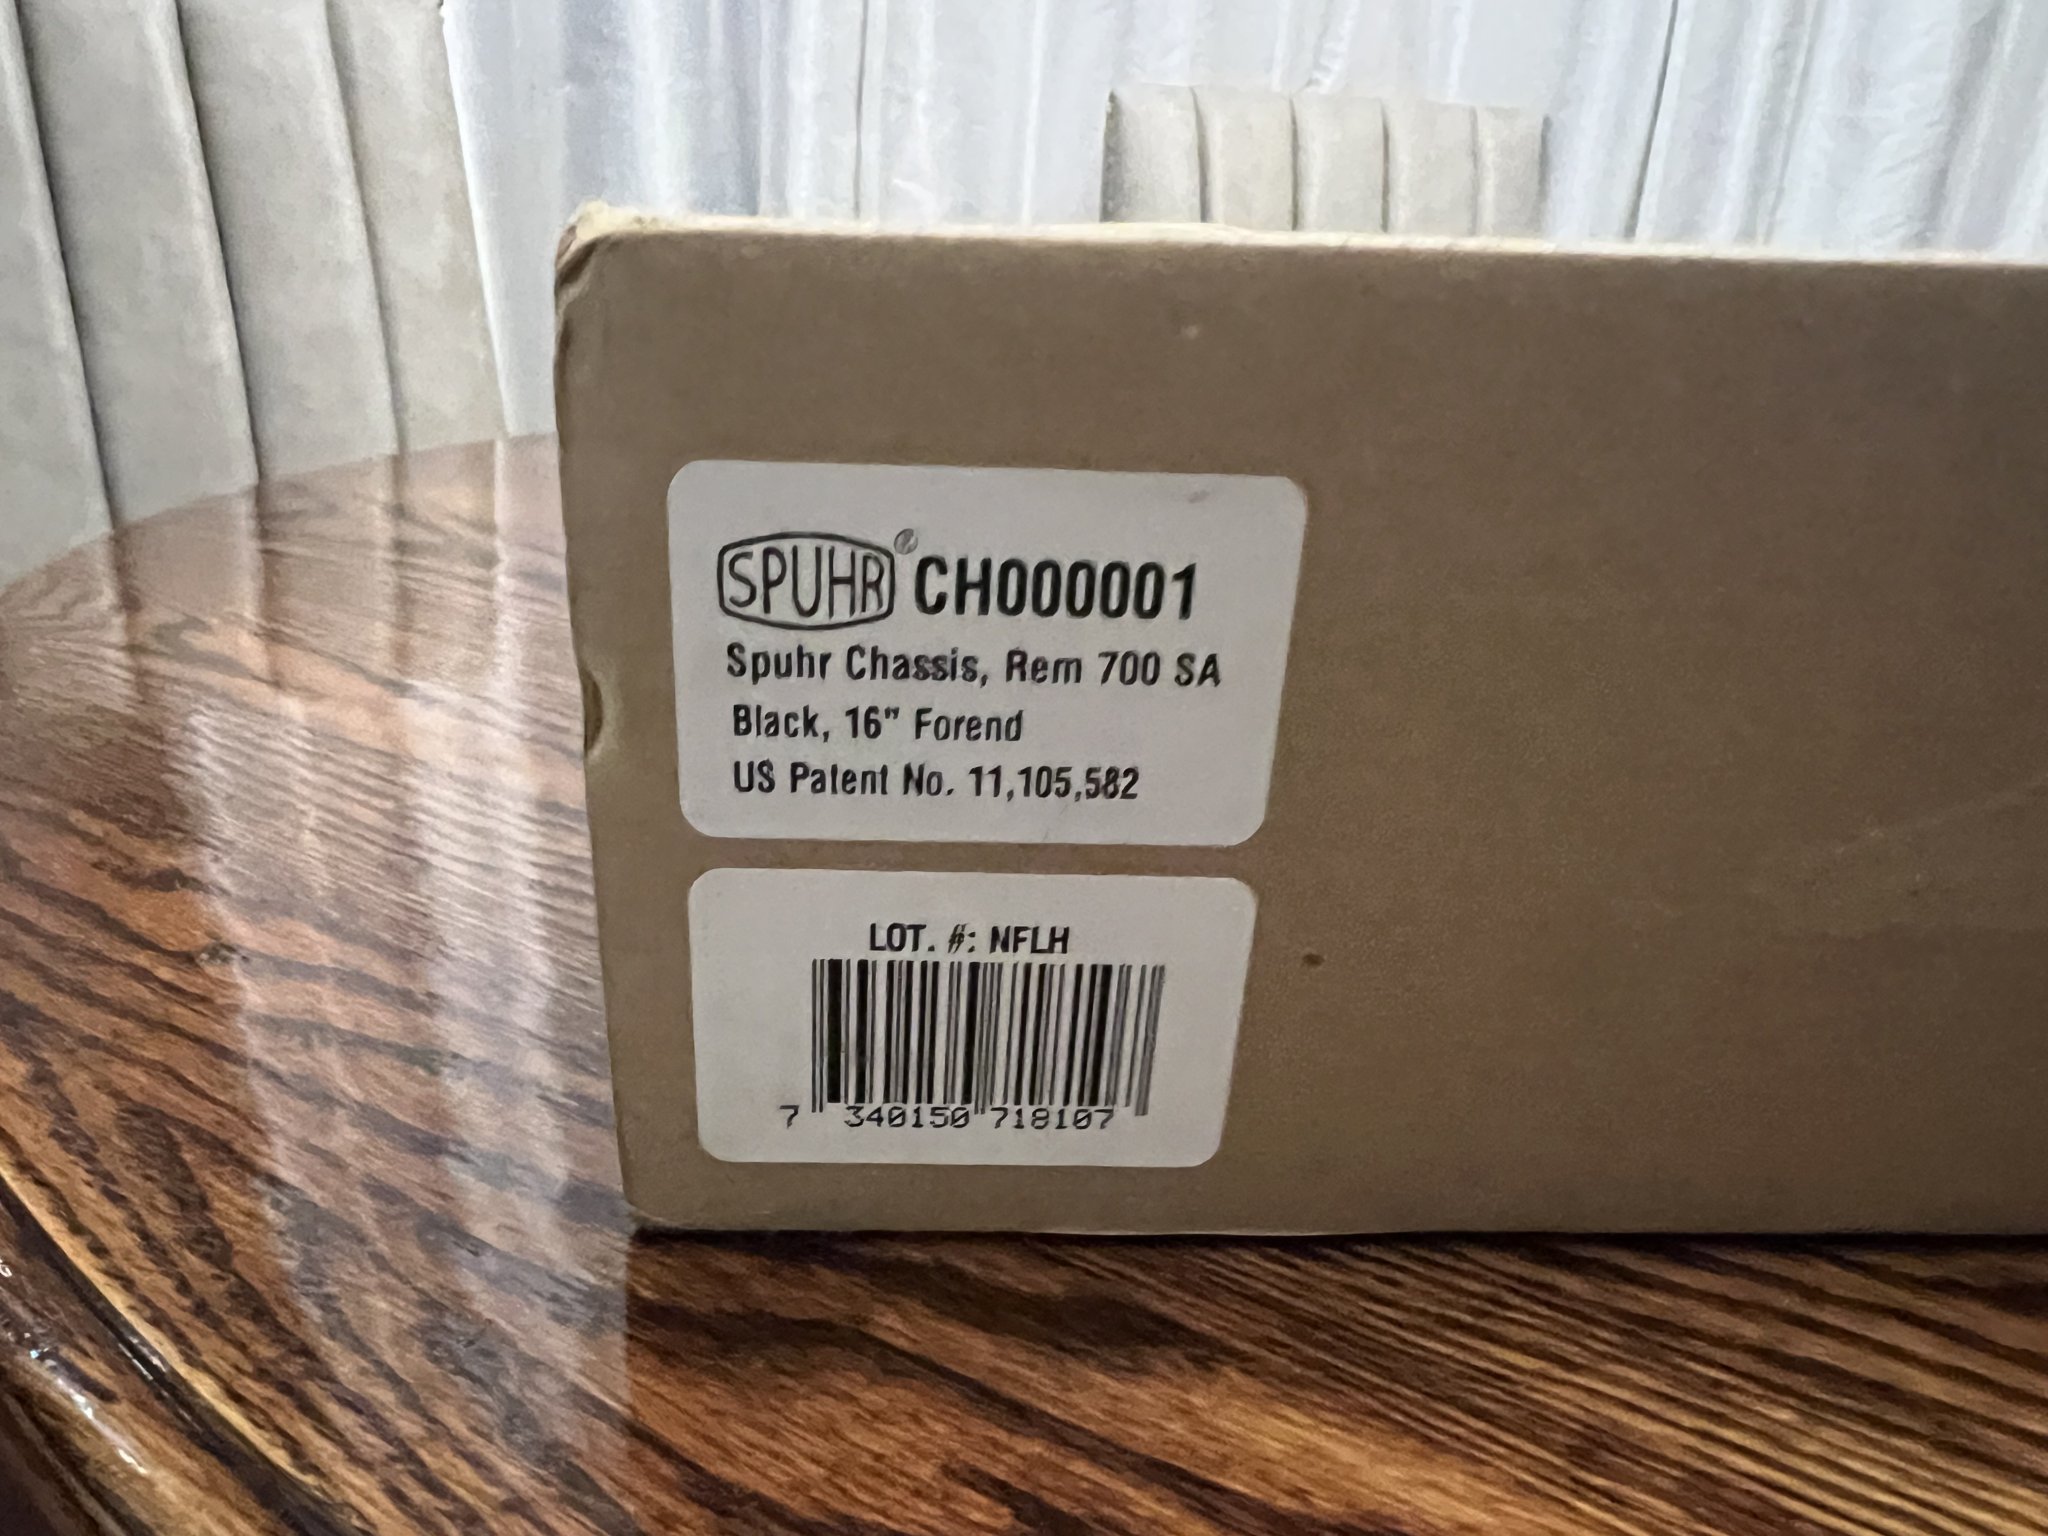 SPUHR CH000001
Spuhr Chassis, Rem 700 SA
Black, 16" Forend
US Patent No. 11,105,582
LOT. #: NFLH
7 340150 718107